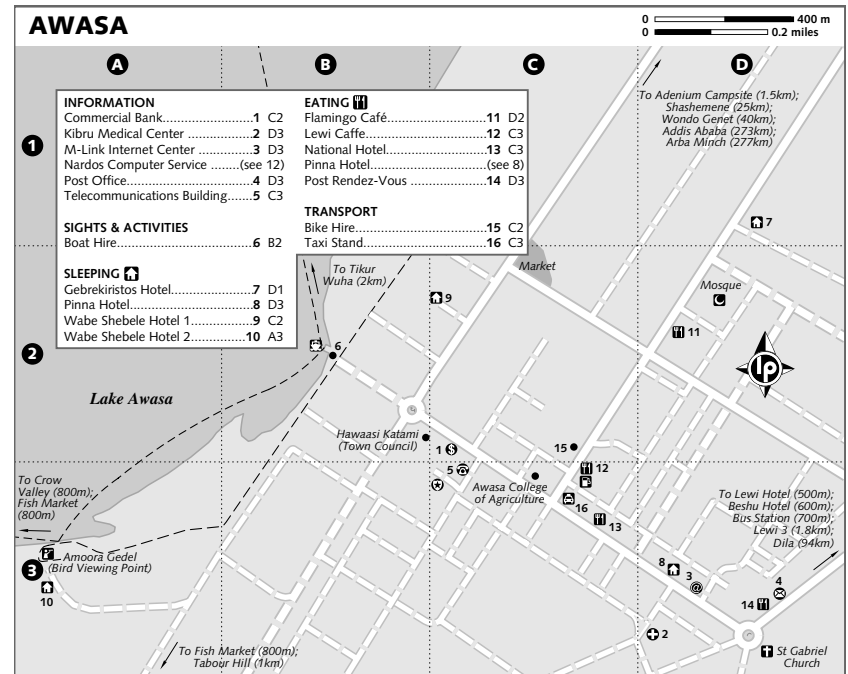 AWASA
0 400 m
0 0.2 miles
A B C D
1
2
3
INFORMATION
Commercial Bank.......................1 C2
Kibru Medical Center ................2 D3
M-Link Internet Center .............3 D3
Nardos Computer Service .......(see 12)
Post Office................................4 D3
Telecommunications Building.......5 C3
SIGHTS & ACTIVITIES
Boat Hire..................................6 B2
SLEEPING
Gebrekiristos Hotel....................7 D1
Pinna Hotel...............................8 D3
Wabe Shebele Hotel 1................9 C2
Wabe Shebele Hotel 2..............10 A3
EATING
Flamingo Café.........................11 D2
Lewi Caffe..............................12 C3
National Hotel.........................13 C3
Pinna Hotel.............................(see 8)
Post Rendez-Vous ...................14 D3
TRANSPORT
Bike Hire................................15 C2
Taxi Stand..............................16 C3
To Adenium Campsite (1.5km);
Shashemene (25km);
Wondo Genet (40km);
Addis Ababa (273km);
Arba Minch (277km)
7
To Tikur
Wuha (2km)
Market
Mosque
9
11
6
lp
Lake Awasa
Hawaasi Katami
(Town Council)
1 $
15
5
12
Awasa College
of Agriculture
16
13
To Crow
Valley (800m);
Fish Market
(800m)
To Lewi Hotel (500m);
Beshu Hotel (600m);
Bus Station (700m);
Lewi 3 (1.8km);
Dila (94km)
Amoora Gedel
(Bird Viewing Point)
10
8
3
@
4
14
2
To Fish Market (800m);
Tabour Hill (1km)
St Gabriel
Church